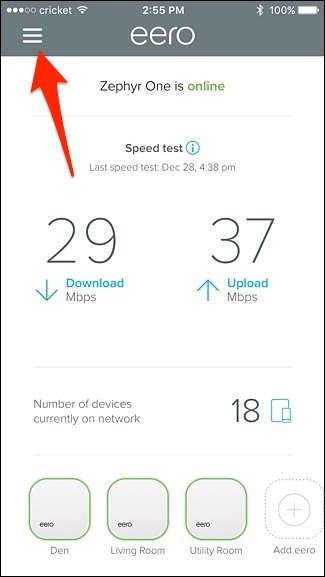 cricket 2:55 PM 100%
eero
Zephyr One is online
Speed test i
Last speed test: Dec 28, 4:38 pm
29 37
Download Upload
Mbps Mbps
Number of devices
currently on network 18
eero eero eero
Den Living Room Utility Room Add eero